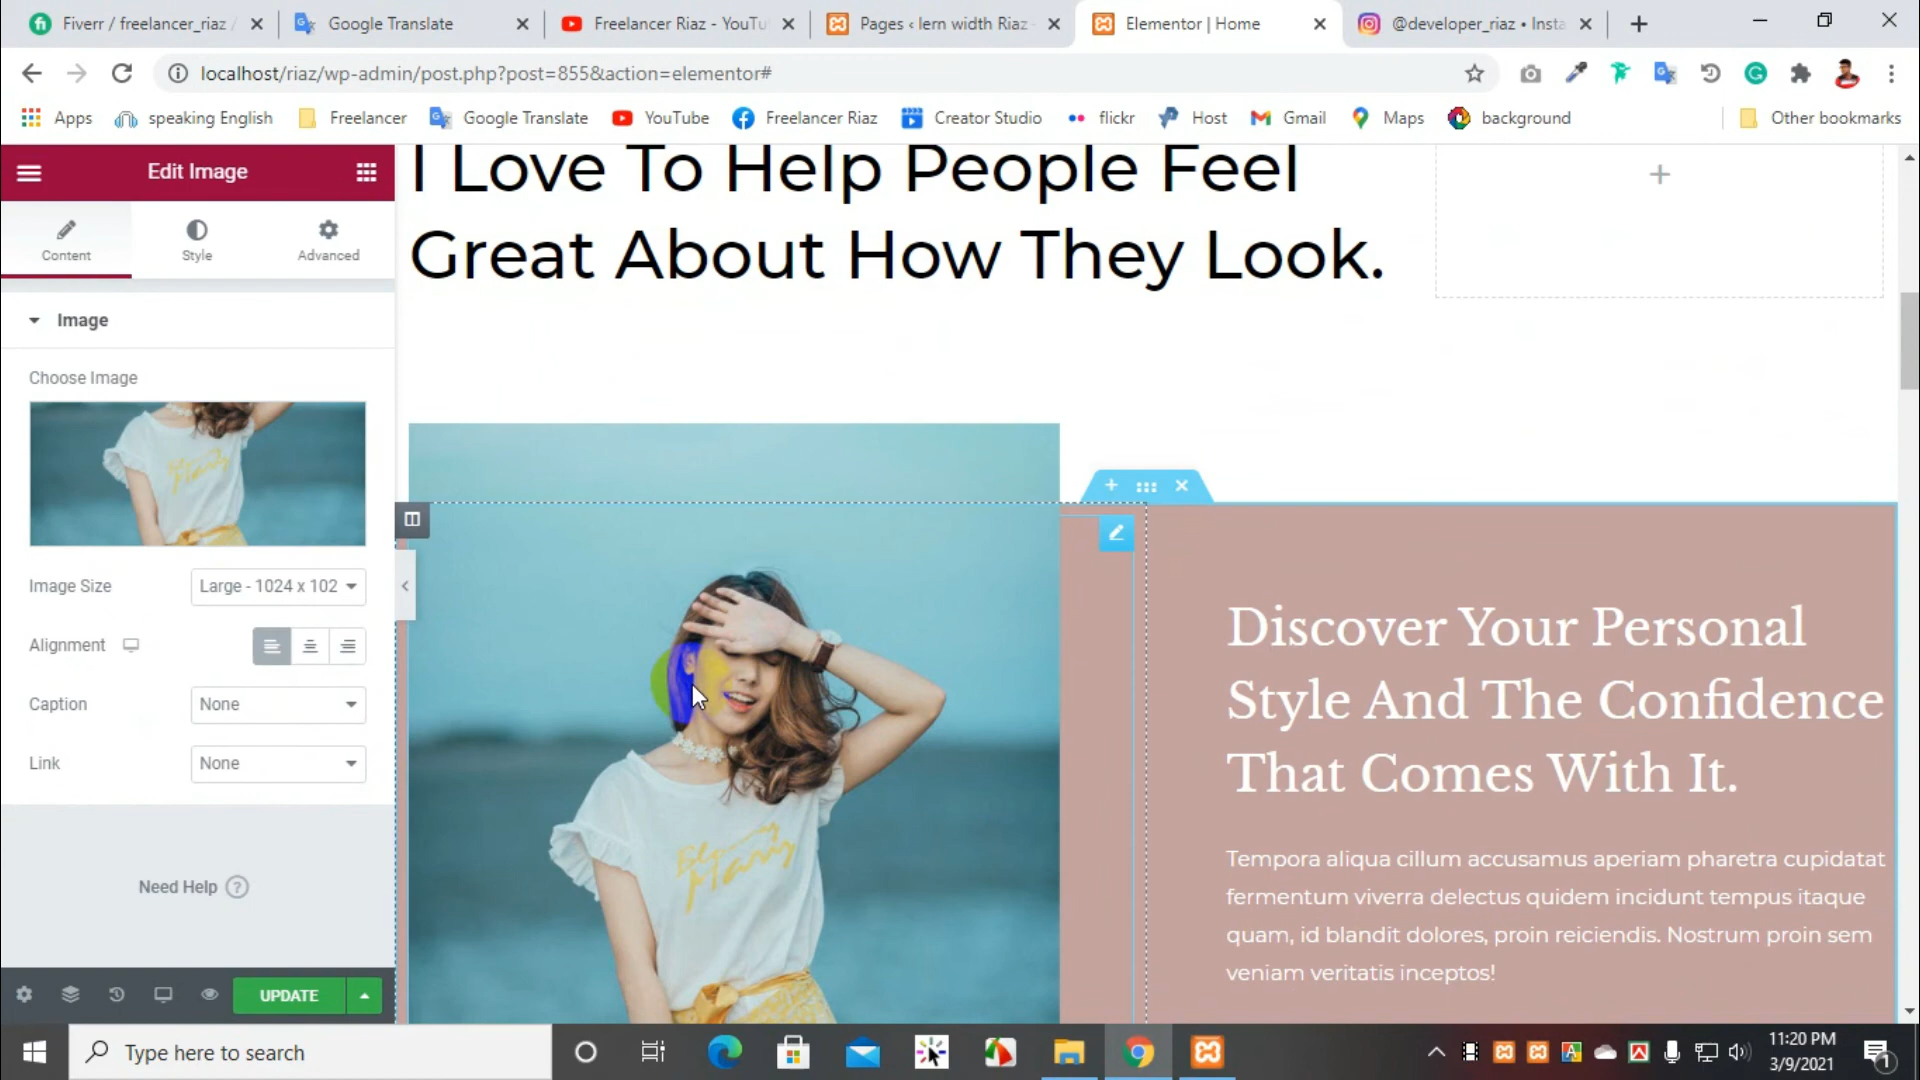 Fiverr / freelancer_riaz /
Google Translate
Freelancer Riaz - YouTu
Pages ‹ lern width Riaz
Elementor | Home
@developer_riaz • Insta
localhost/riaz/wp-admin/post.php?post=855&action=elementor#
Apps
speaking English
Freelancer
Google Translate
YouTube
Freelancer Riaz
Creator Studio
flickr
Host
Gmail
Maps
background
Other bookmarks
Edit Image
Content
Style
Advanced
Image
Choose Image
Image Size
Large - 1024 x 102
Alignment
Caption
None
Link
None
Need Help ?
UPDATE
I Love To Help People Feel
Great About How They Look.
Discover Your Personal
Style And The Confidence
That Comes With It.
Tempora aliqua cillum accusamus aperiam pharetra cupidatat
fermentum viverra delectus quidem incidunt tempus itaque
quam, id blandit dolores, proin reiciendis. Nostrum proin sem
veniam veritatis inceptos!
Type here to search
11:20 PM
3/9/2021
1